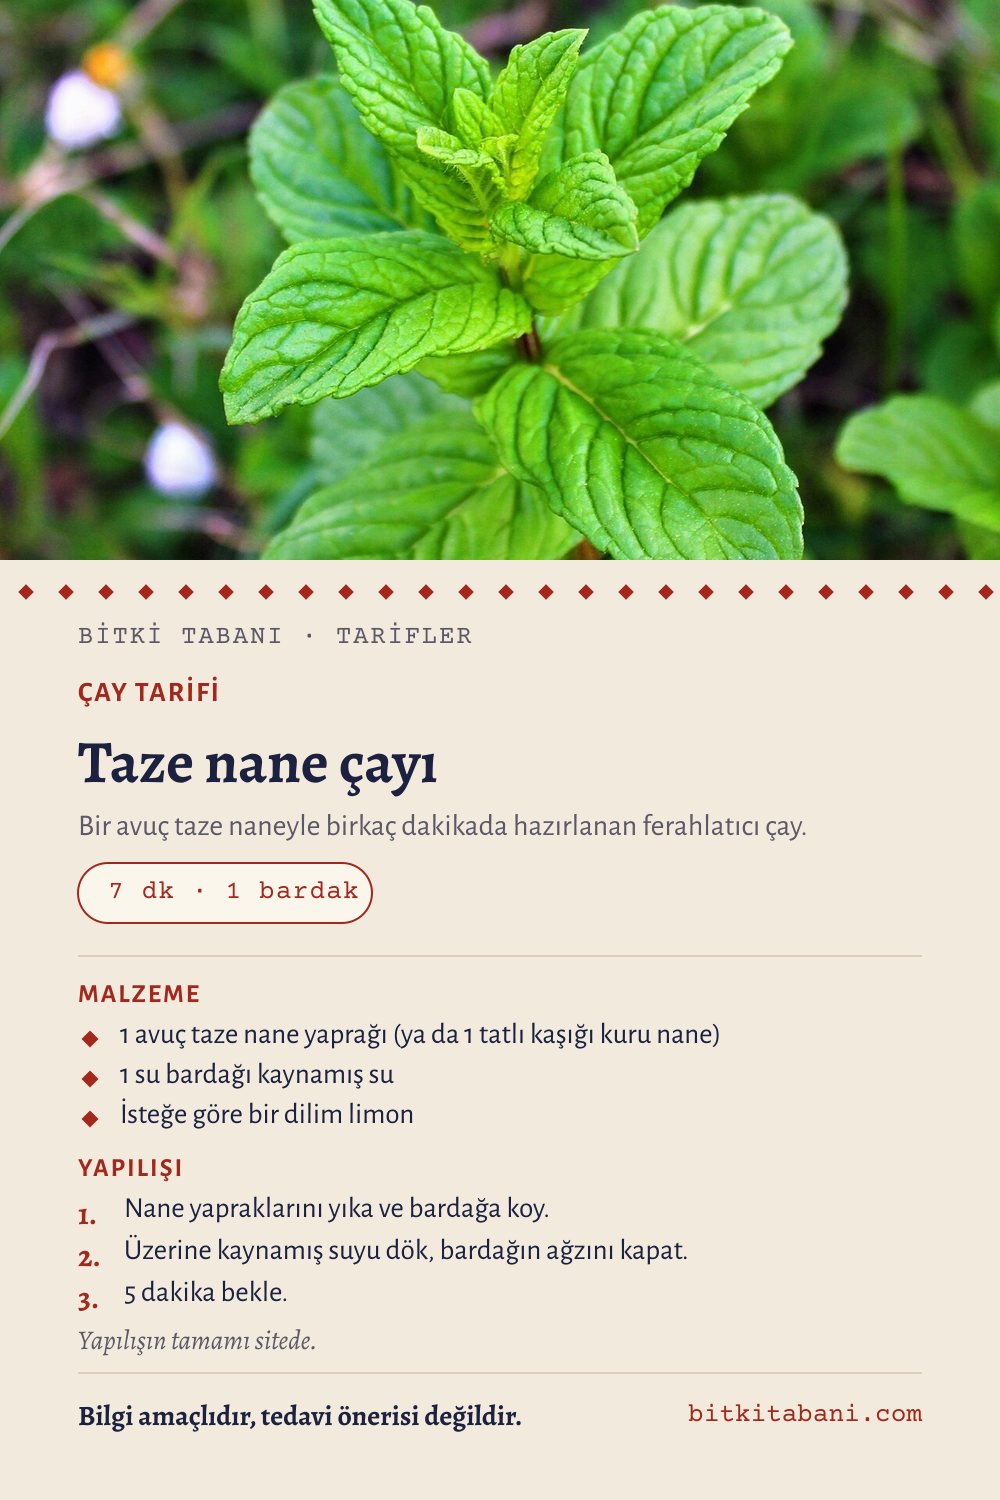 BİTKİ TABANI · TARİFLER
ÇAY TARİFİ
Taze nane çayı
Bir avuç taze naneyle birkaç dakikada hazırlanan ferahlatıcı çay.
7 dk · 1 bardak
MALZEME
1 avuç taze nane yaprağı (ya da 1 tatlı kaşığı kuru nane)
1 su bardağı kaynamış su
İsteğe göre bir dilim limon
YAPILIŞI
1. Nane yapraklarını yıka ve bardağa koy.
2. Üzerine kaynamış suyu dök, bardağın ağzını kapat.
3. 5 dakika bekle.
Yapılışın tamamı sitede.
Bilgi amaçlıdır, tedavi önerisi değildir. bitkitabani.com